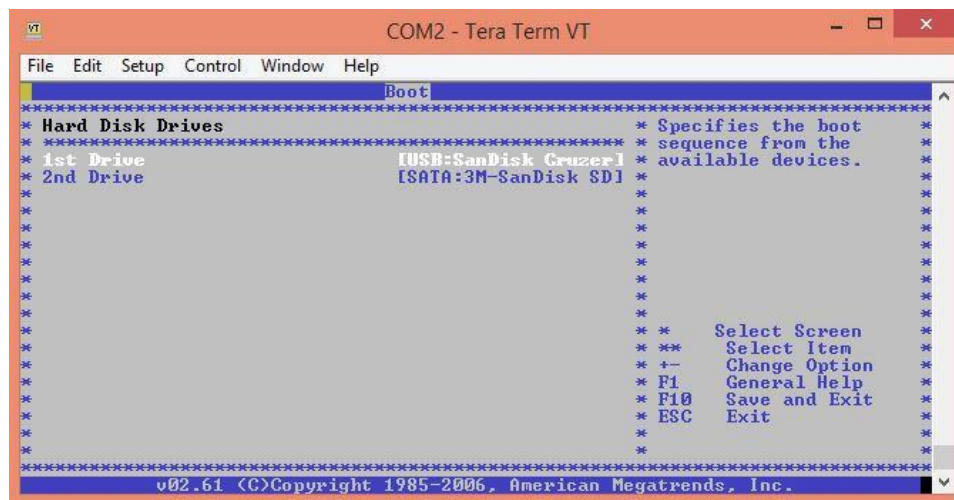 COM2 - Tera Term VT
File Edit Setup Control Window Help
Boot
Hard Disk Drives
1st Drive [USB:SanDisk Cruzer]
2nd Drive [SATA:3M-SanDisk SD]
Specifies the boot
sequence from the
available devices.
* Select Screen
** Select Item
+- Change Option
F1 General Help
F10 Save and Exit
ESC Exit
v02.61 (C)Copyright 1985-2006, American Megatrends, Inc.